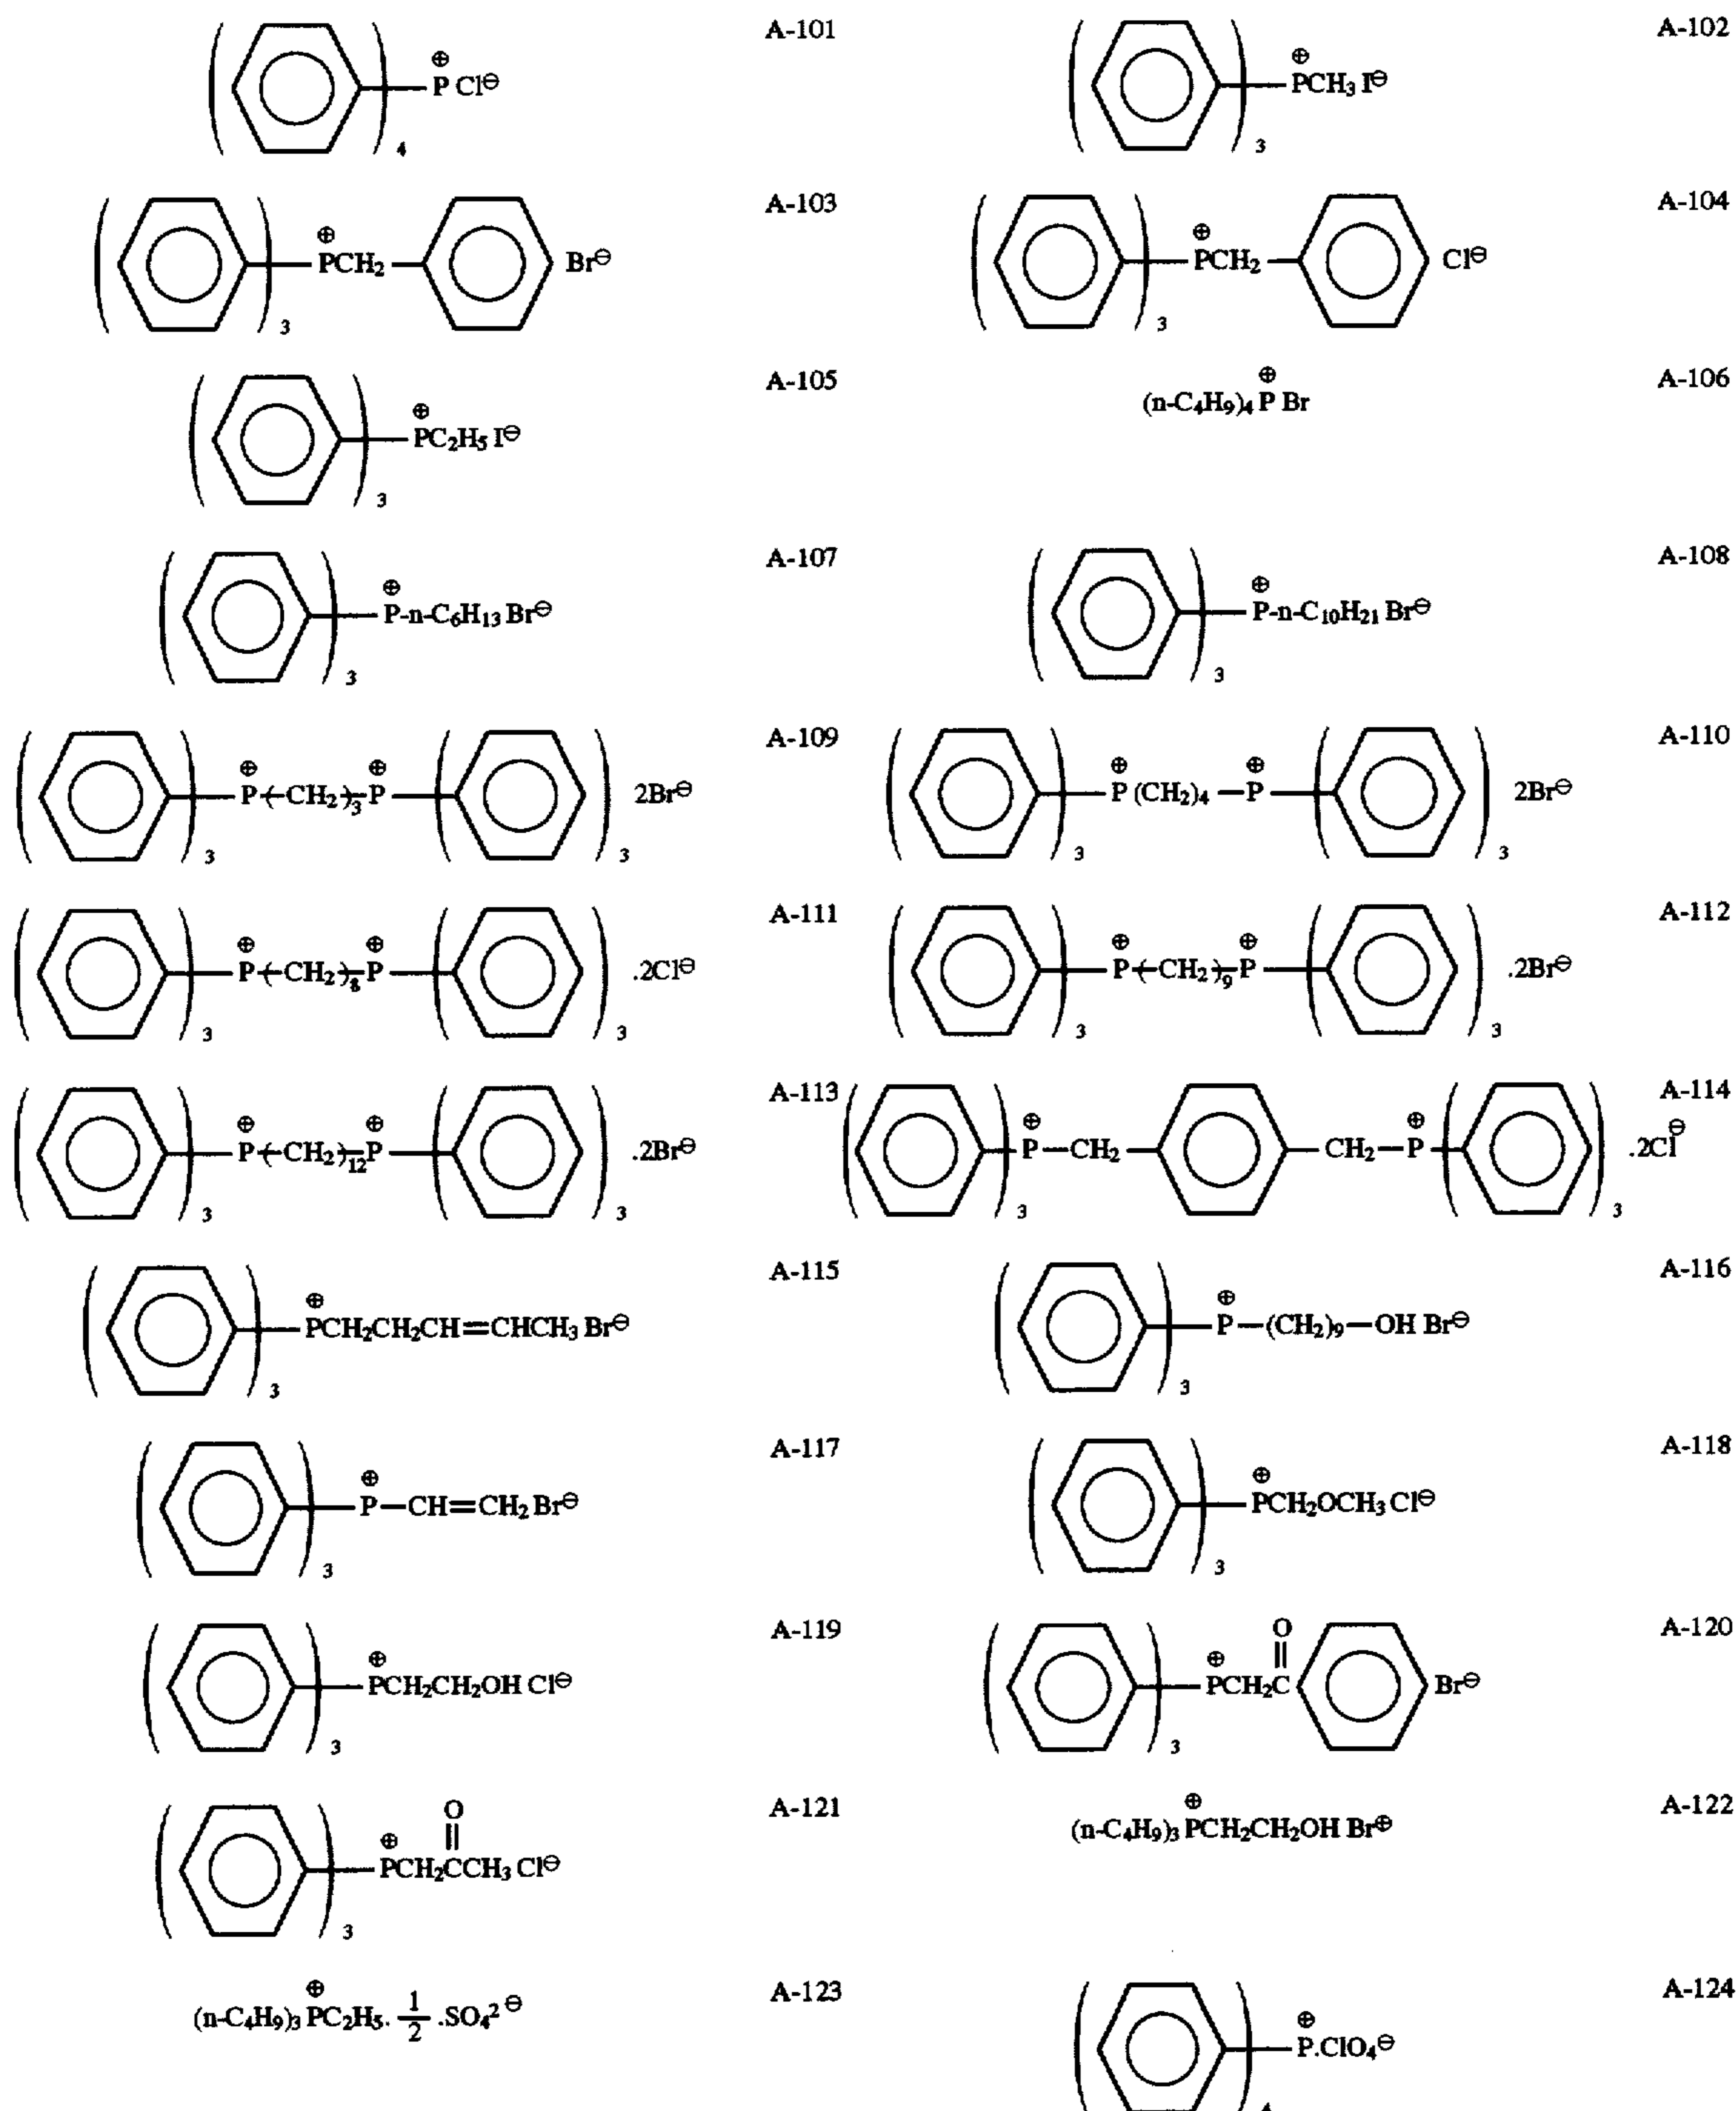 ⊕
P Cl⊖
4
A-101
⊕
PCH₃ I⊖
3
A-102
⊕
PCH₂ Br⊖
3
A-103
⊕
PCH₂ Cl⊖
3
A-104
⊕
PC₂H₅ I⊖
3
A-105
⊕
(n-C₄H₉)₄ P Br
A-106
⊕
P-n-C₆H₁₃ Br⊖
3
A-107
⊕
P-n-C₁₀H₂₁ Br⊖
3
A-108
⊕ ⊕
P(CH₂)₃P 2Br⊖
3 3
A-109
⊕ ⊕
P (CH₂)₄—P 2Br⊖
3 3
A-110
⊕ ⊕
P(CH₂)₈P .2Cl⊖
3 3
A-111
⊕ ⊕
P(CH₂)₉P .2Br⊖
3 3
A-112
⊕ ⊕
P(CH₂)₁₂P .2Br⊖
3 3
A-113
⊕ ⊕
P—CH₂ CH₂—P .2Cl⊖
3 3
A-114
⊕
PCH₂CH₂CH=CHCH₃ Br⊖
3
A-115
⊕
P—(CH₂)₉—OH Br⊖
3
A-116
⊕
P—CH=CH₂ Br⊖
3
A-117
⊕
PCH₂OCH₃ Cl⊖
3
A-118
⊕
PCH₂CH₂OH Cl⊖
3
A-119
O
⊕ ||
PCH₂C Br⊖
3
A-120
O
⊕ ||
PCH₂CCH₃ Cl⊖
3
A-121
⊕
(n-C₄H₉)₃ PCH₂CH₂OH Br⊕
A-122
⊕
(n-C₄H₉)₃ PC₂H₅. 1/2 .SO₄²⊖
A-123
⊕
P.ClO₄⊖
4
A-124